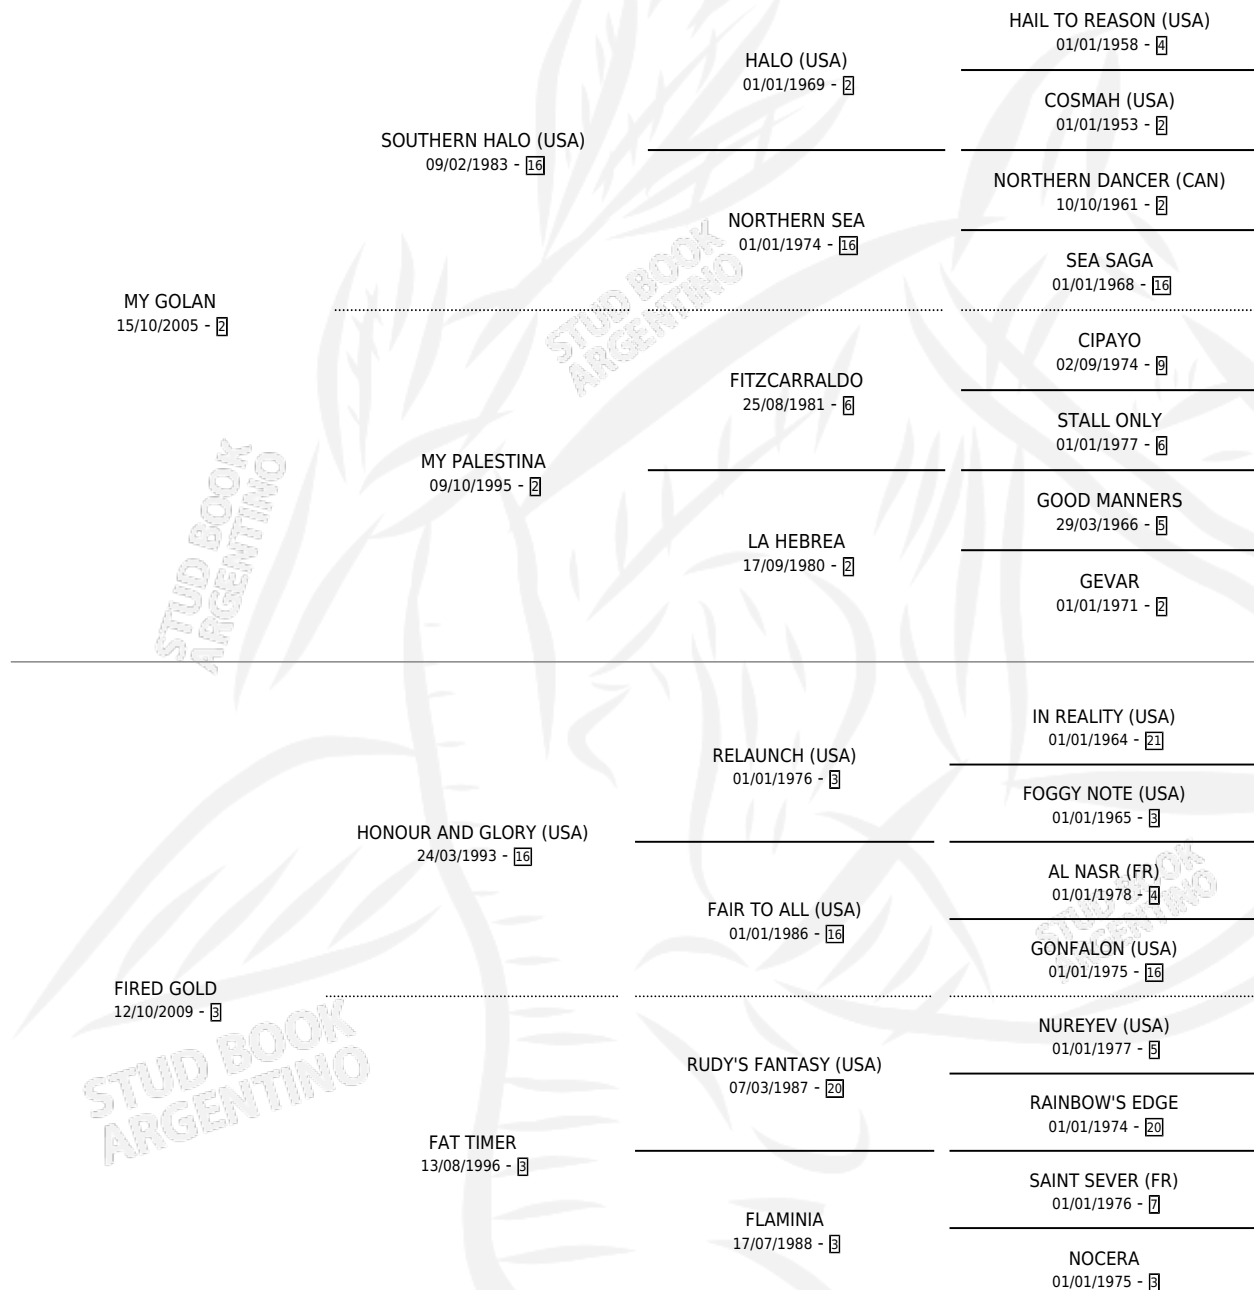 HAIL TO REASON (USA)
01/01/1958 - 4
HALO (USA)
01/01/1969 - 2
COSMAH (USA)
01/01/1953 - 2
SOUTHERN HALO (USA)
09/02/1983 - 16
NORTHERN DANCER (CAN)
10/10/1961 - 2
NORTHERN SEA
01/01/1974 - 16
SEA SAGA
01/01/1968 - 16
MY GOLAN
15/10/2005 - 2
STUD BOOK
ARGENTINO
CIPAYO
02/09/1974 - 9
FITZCARRALDO
25/08/1981 - 6
STALL ONLY
01/01/1977 - 6
MY PALESTINA
09/10/1995 - 2
GOOD MANNERS
29/03/1966 - 5
LA HEBREA
17/09/1980 - 2
GEVAR
01/01/1971 - 2
STUD BOOK
ARGENTINO
IN REALITY (USA)
01/01/1964 - 21
RELAUNCH (USA)
01/01/1976 - 3
FOGGY NOTE (USA)
01/01/1965 - 3
HONOUR AND GLORY (USA)
24/03/1993 - 16
AL NASR (FR)
01/01/1978 - 4
FAIR TO ALL (USA)
01/01/1986 - 16
STUD BOOK
ARGENTINO
GONFALON (USA)
01/01/1975 - 16
FIRED GOLD
12/10/2009 - 3
NUREYEV (USA)
01/01/1977 - 5
RUDY'S FANTASY (USA)
07/03/1987 - 20
STUD BOOK
ARGENTINO
RAINBOW'S EDGE
01/01/1974 - 20
FAT TIMER
13/08/1996 - 3
SAINT SEVER (FR)
01/01/1976 - 7
FLAMINIA
17/07/1988 - 3
NOCERA
01/01/1975 - 3